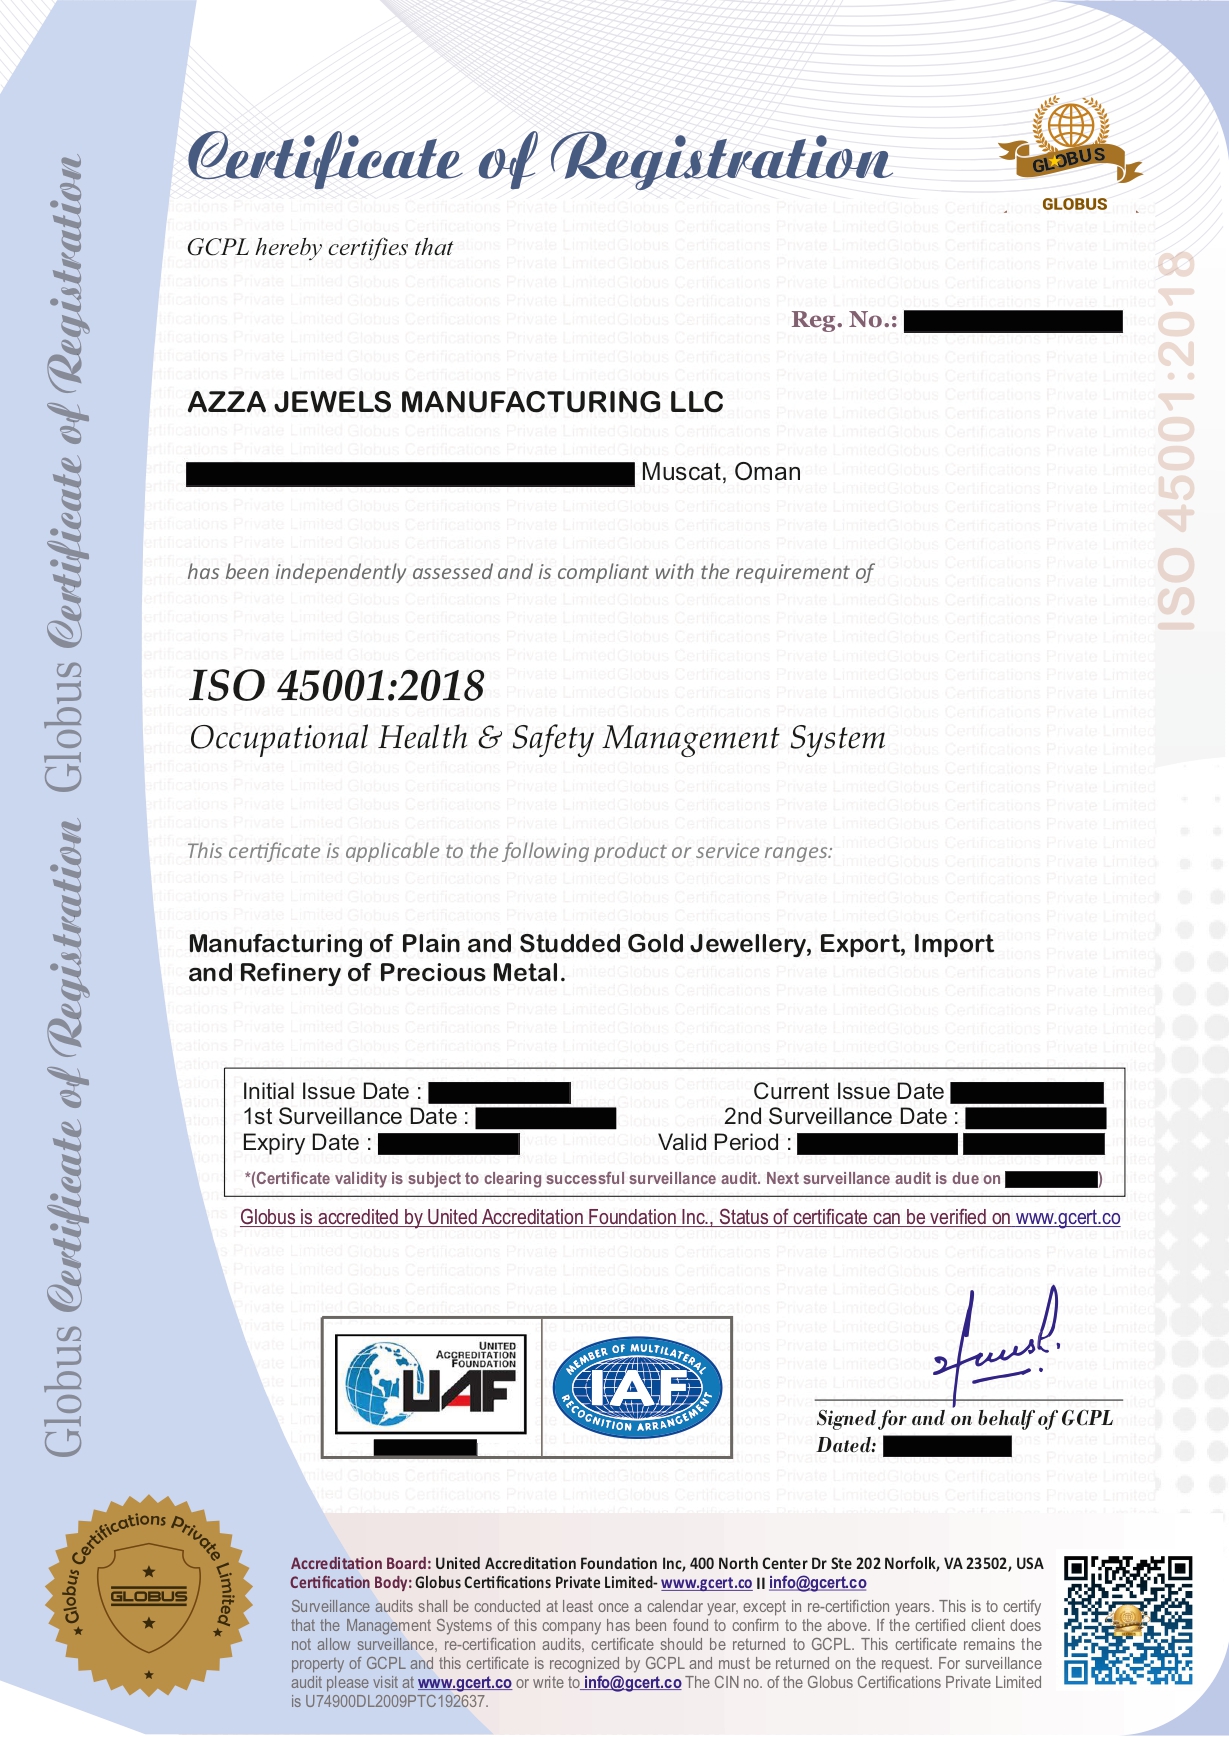 Certificate of Registration
GLOBUS
GLOBUS
GCPL hereby certifies that
Reg. No.:
AZZA JEWELS MANUFACTURING LLC
Muscat, Oman
has been independently assessed and is compliant with the requirement of
ISO 45001:2018
Occupational Health & Safety Management System
This certificate is applicable to the following product or service ranges:
Manufacturing of Plain and Studded Gold Jewellery, Export, Import
and Refinery of Precious Metal.
Initial Issue Date : Current Issue Date
1st Surveillance Date : 2nd Surveillance Date :
Expiry Date : Valid Period :
*(Certificate validity is subject to clearing successful surveillance audit. Next surveillance audit is due on )
Globus is accredited by United Accreditation Foundation Inc., Status of certificate can be verified on www.gcert.co
UNITED
ACCREDITATION
FOUNDATION
UAF
MEMBER OF MULTILATERAL
IAF
RECOGNITION ARRANGEMENT
Signed for and on behalf of GCPL
Dated:
Globus Certificate of Registration Globus Certificate of Registration
ISO 45001:2018
Globus Certifications Private Limited
GLOBUS
Accreditation Board: United Accreditation Foundation Inc, 400 North Center Dr Ste 202 Norfolk, VA 23502, USA
Certification Body: Globus Certifications Private Limited- www.gcert.co II info@gcert.co
Surveillance audits shall be conducted at least once a calendar year, except in re-certifiction years. This is to certify
that the Management Systems of this company has been found to confirm to the above. If the certified client does
not allow surveillance, re-certification audits, certificate should be returned to GCPL. This certificate remains the
property of GCPL and this certificate is recognized by GCPL and must be returned on the request. For surveillance
audit please visit at www.gcert.co or write to info@gcert.co The CIN no. of the Globus Certifications Private Limited
is U74900DL2009PTC192637.